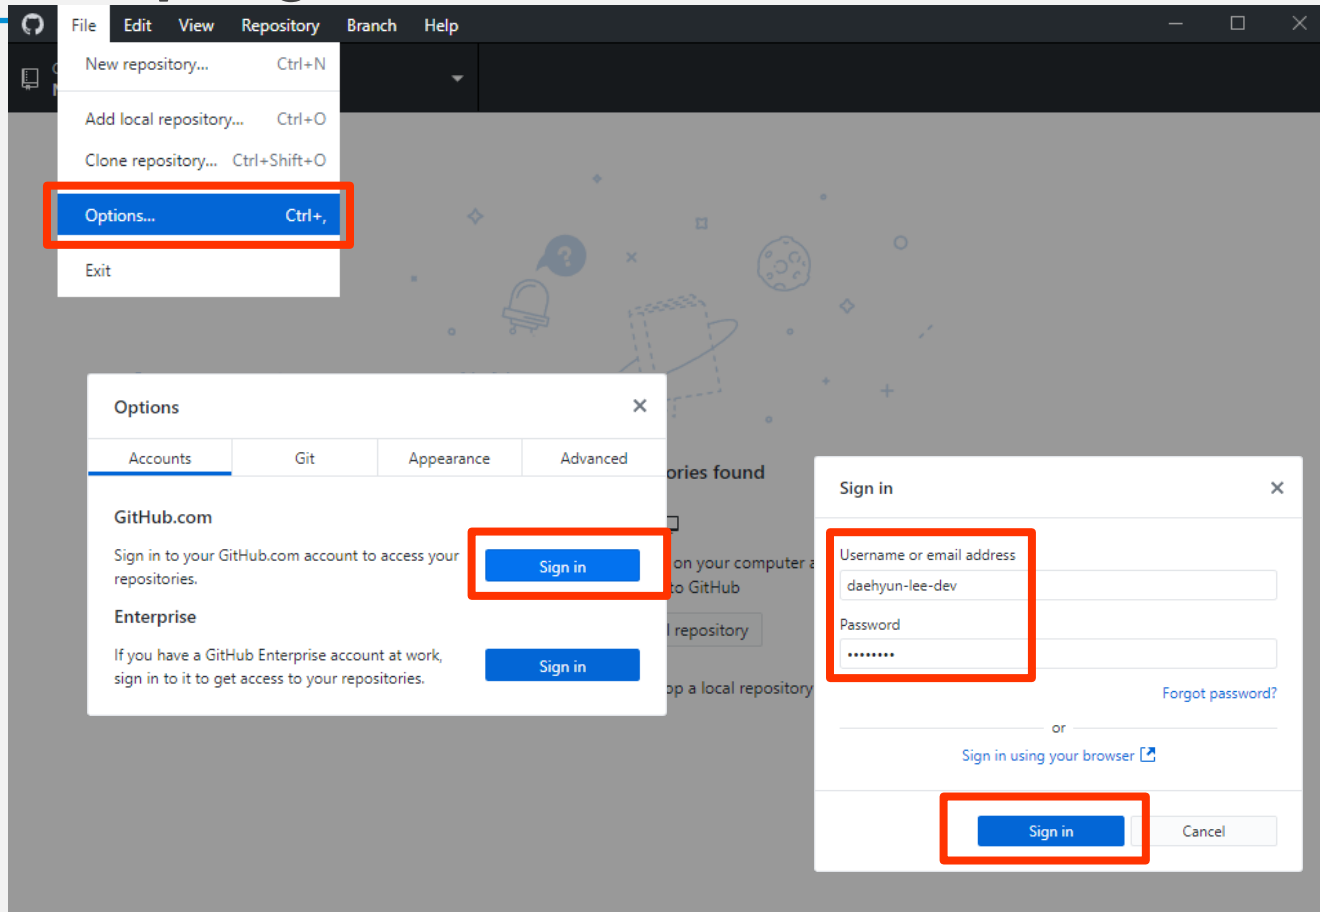 File Edit View Repository Branch Help
New repository... Ctrl+N
Add local repository... Ctrl+O
Clone repository... Ctrl+Shift+O
Options... Ctrl+,
Exit
?
Options
Accounts Git Appearance Advanced
GitHub.com
Sign in to your GitHub.com account to access your
repositories.
Sign in
Enterprise
If you have a GitHub Enterprise account at work,
sign in to it to get access to your repositories.
Sign in
ories found
on your computer a
to GitHub
l repository
op a local repository
Sign in
Username or email address
daehyun-lee-dev
Password
••••••••
Forgot password?
or
Sign in using your browser
Sign in Cancel